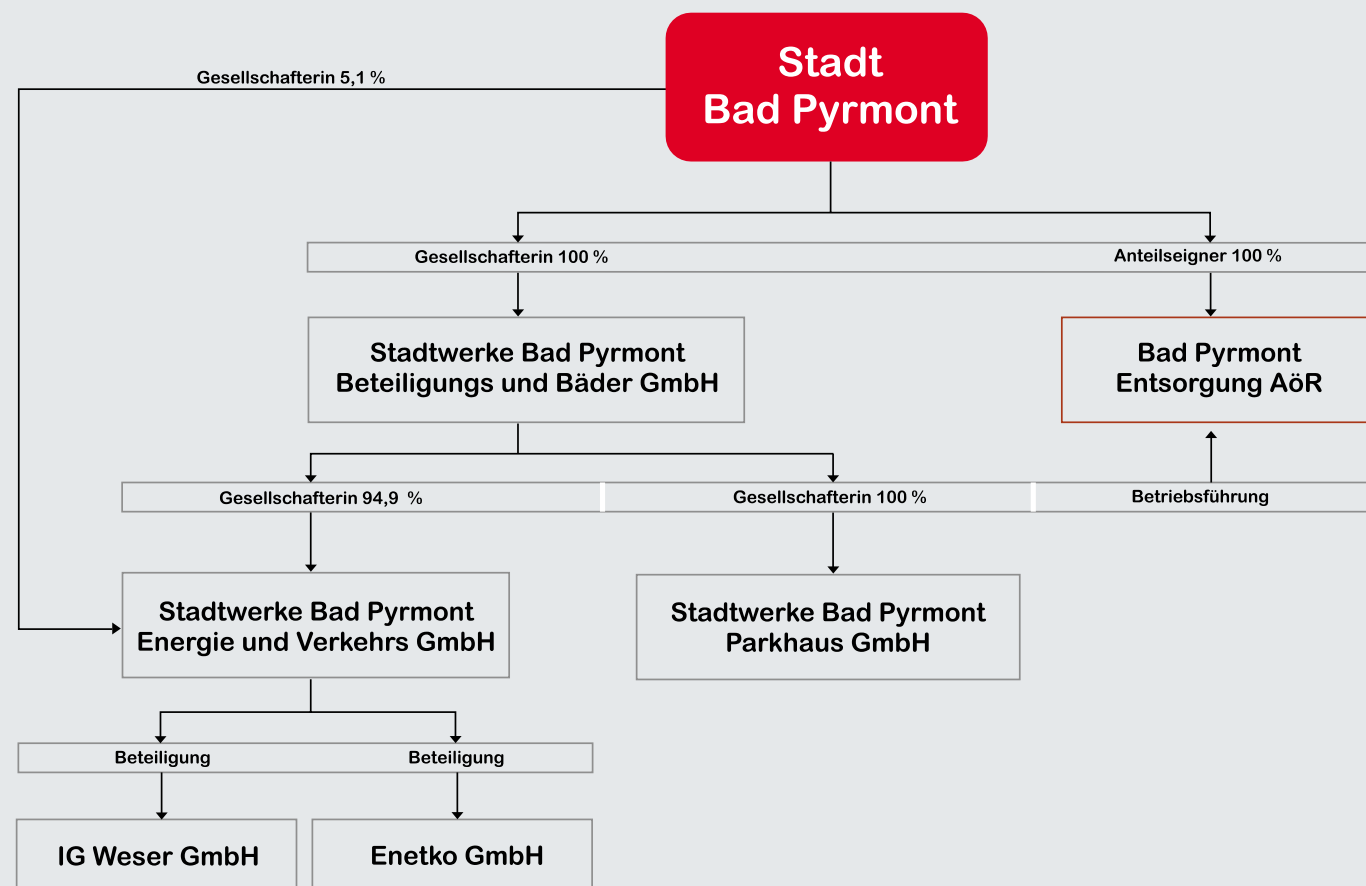 Stadt
Bad Pyrmont
Gesellschafterin 5,1 %
Gesellschafterin 100 %
Anteilseigner 100 %
Stadtwerke Bad Pyrmont
Beteiligungs und Bäder GmbH
Bad Pyrmont
Entsorgung AöR
Gesellschafterin 94,9 %
Gesellschafterin 100 %
Betriebsführung
Stadtwerke Bad Pyrmont
Energie und Verkehrs GmbH
Stadtwerke Bad Pyrmont
Parkhaus GmbH
Beteiligung
Beteiligung
IG Weser GmbH
Enetko GmbH